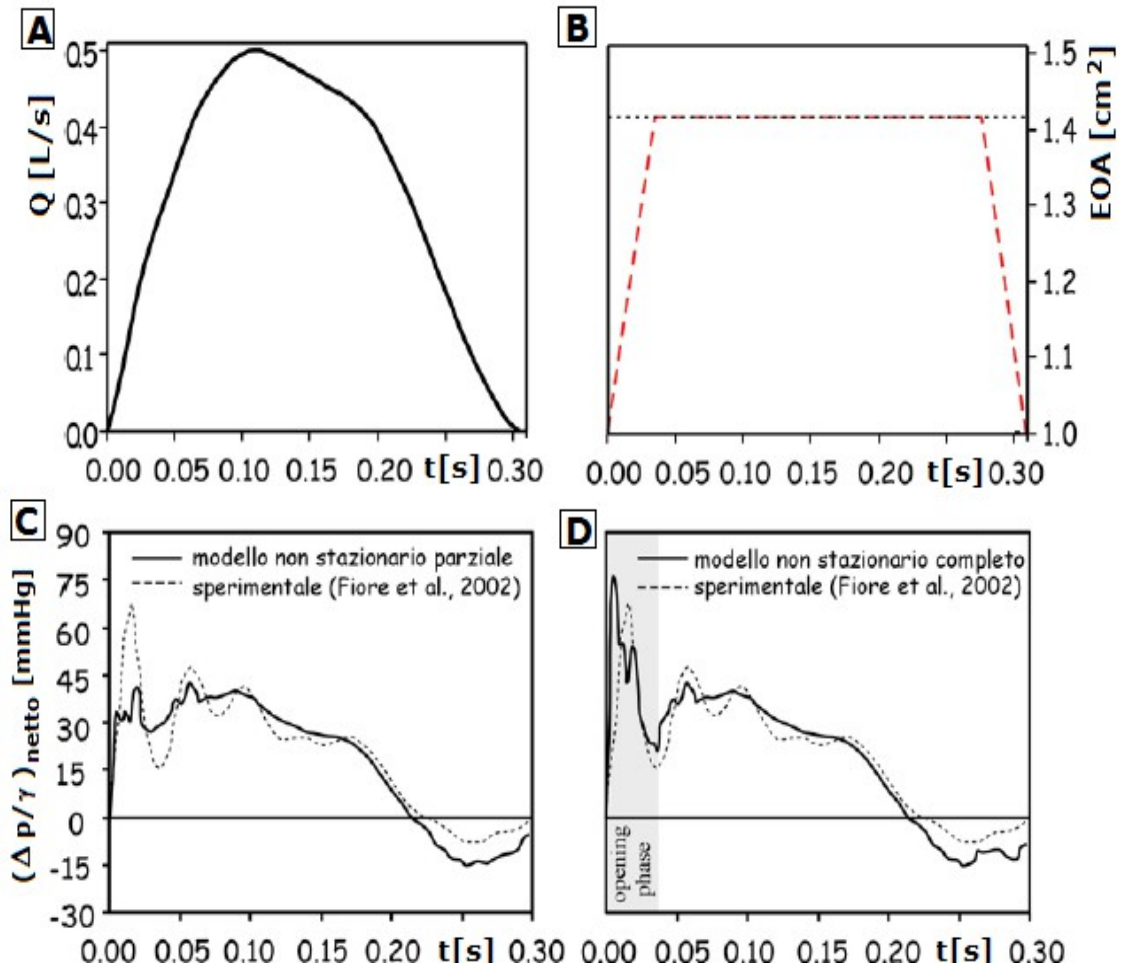 A
Q [L/s]
0.5
0.4
0.3
0.2
0.1
0.0
0.00 0.05 0.10 0.15 0.20 t[s] 0.30
B
EOA [cm²]
1.5
1.4
1.3
1.2
1.1
1.0
0.00 0.05 0.10 0.15 0.20 t[s] 0.30
C
(Δp/γ)netto [mmHg]
90
75
60
45
30
15
0
-15
-30
modello non stazionario parziale
sperimentale (Fiore et al., 2002)
0.00 0.05 0.10 0.15 0.20 t[s] 0.30
D
modello non stazionario completo
sperimentale (Fiore et al., 2002)
opening
phase
0.00 0.05 0.10 0.15 0.20 t[s] 0.30